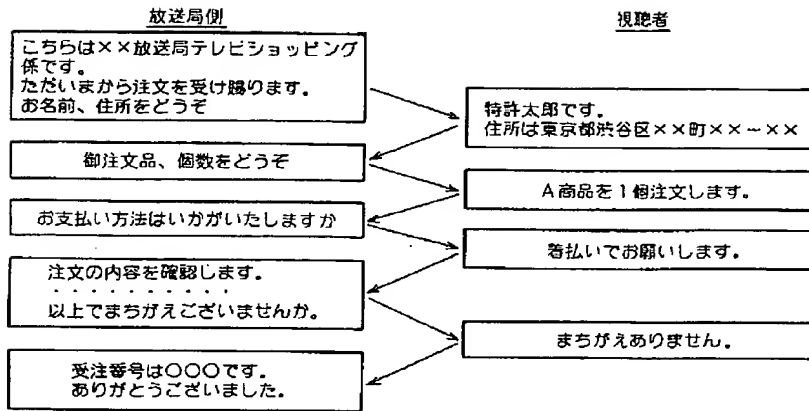 放送局側
視聴者
こちらは××放送局テレビショッピング
係です。
ただいまから注文を受け賜ります。
お名前、住所をどうぞ
特許太郎です。
住所は東京都渋谷区××町××－××
御注文品、個数をどうぞ
A商品を1個注文します。
お支払い方法はいかがいたしますか
着払いでお願いします。
注文の内容を確認します。
・・・・・・・・・・
以上でまちがえございませんか。
まちがえありません。
受注番号は○○○です。
ありがとうございました。